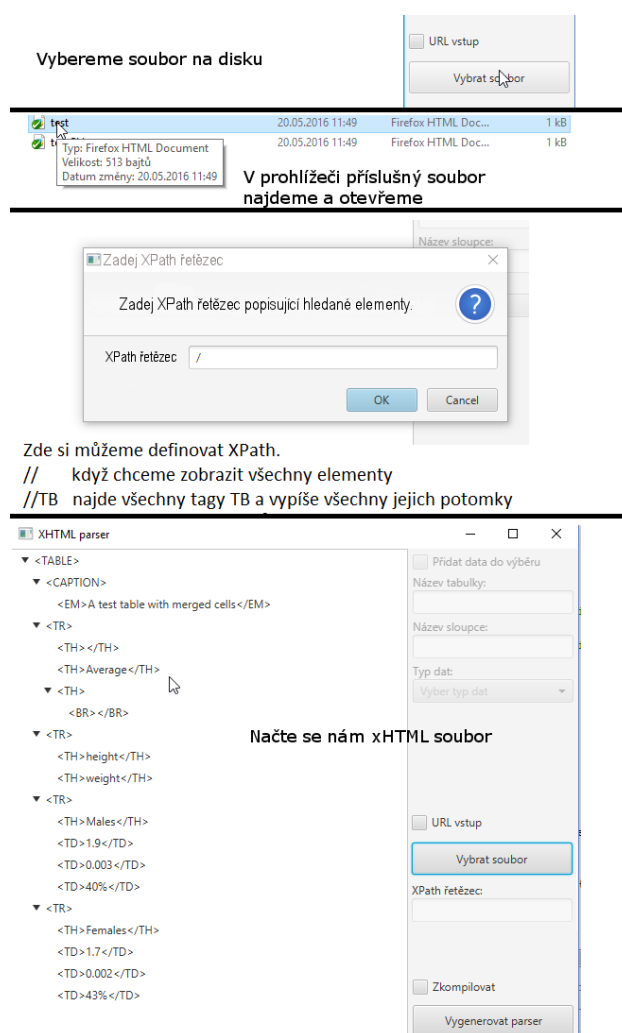 URL vstup
Vybereme soubor na disku
Vybrat soubor
test 20.05.2016 11:49 Firefox HTML Doc... 1 kB
20.05.2016 11:49 Firefox HTML Doc... 1 kB
Typ: Firefox HTML Document
Velikost: 513 bajtů
Datum změny: 20.05.2016 11:49
V prohlížeči příslušný soubor
najdeme a otevřeme
Název sloupce:
Zadej XPath řetězec
Zadej XPath řetězec popisující hledané elementy.
?
XPath řetězec /
OK Cancel
Zde si můžeme definovat XPath.
// když chceme zobrazit všechny elementy
//TB najde všechny tagy TB a vypíše všechny jejich potomky
XHTML parser
<TABLE>
<CAPTION>
<EM>A test table with merged cells</EM>
<TR>
<TH></TH>
<TH>Average</TH>
<TH>
<BR></BR>
<TR>
<TH>height</TH>
<TH>weight</TH>
<TR>
<TH>Males</TH>
<TD>1.9</TD>
<TD>0.003</TD>
<TD>40%</TD>
<TR>
<TH>Females</TH>
<TD>1.7</TD>
<TD>0.002</TD>
<TD>43%</TD>
Přidat data do výběru
Název tabulky:
Název sloupce:
Typ dat:
Vyber typ dat
Načte se nám xHTML soubor
URL vstup
Vybrat soubor
XPath řetězec:
Zkompilovat
Vygenerovat parser